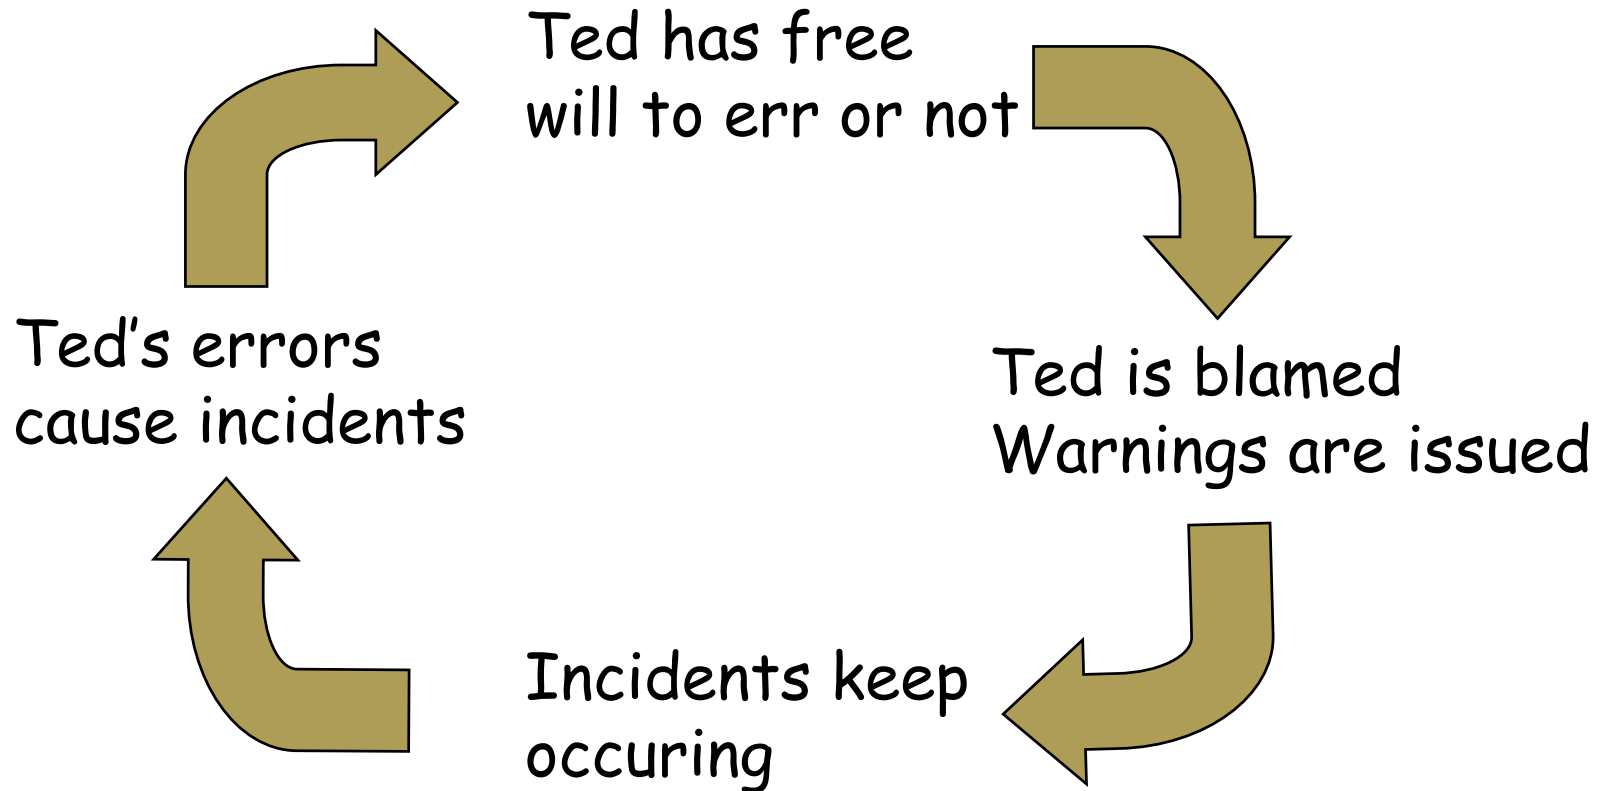 Ted has free
will to err or not
Ted is blamed
Warnings are issued
Incidents keep
occuring
Ted’s errors
cause incidents